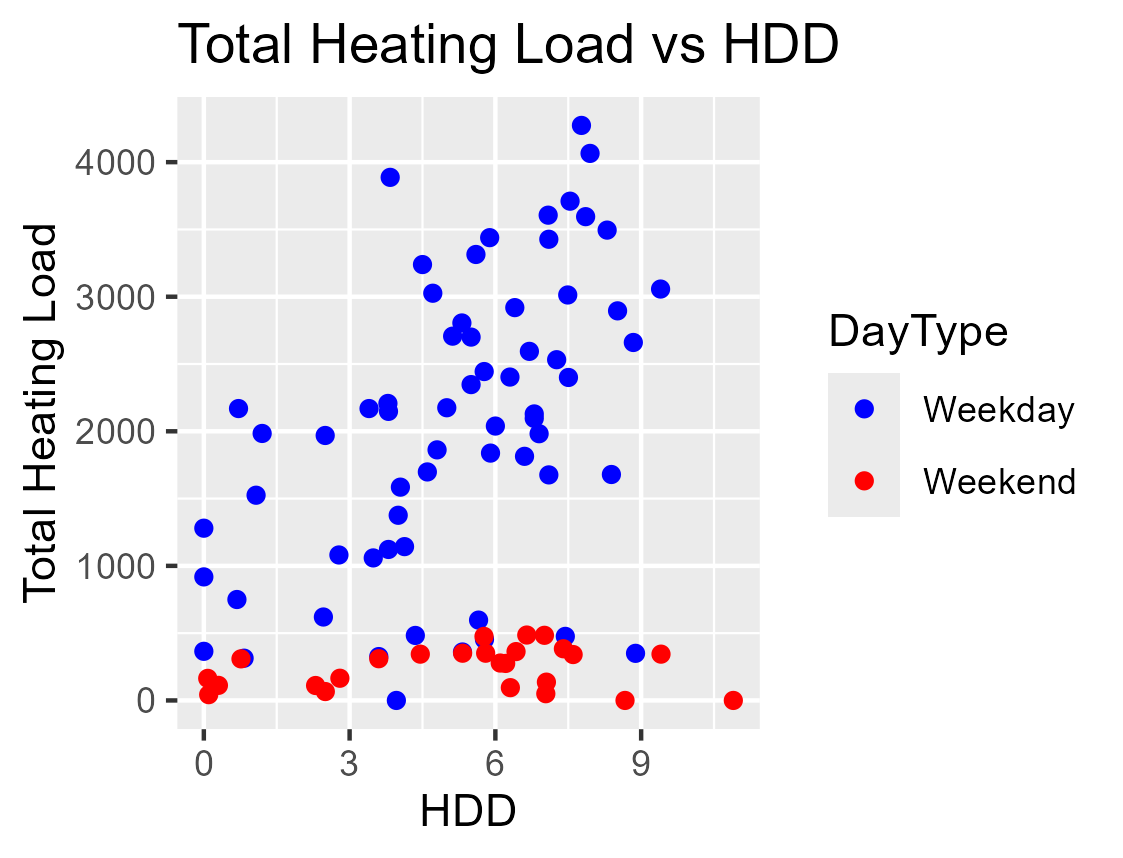 Total Heating Load vs HDD
Total Heating Load
4000
3000
2000
1000
0
0 3 6 9
HDD
DayType
Weekday
Weekend